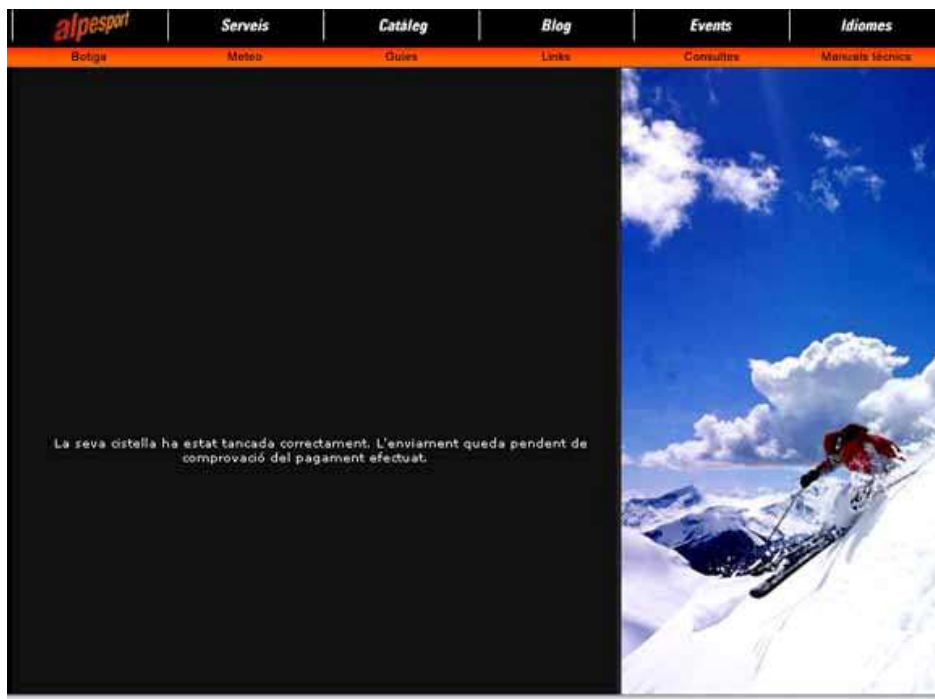 alpesport Serveis Catáleg Blog Events Idiomes
Botiga Meteo Guies Links Consultes Manuals tècnics
La seva cistella ha estat tancada correctament. L'enviament queda pendent de
comprovació del pagament efectuat.